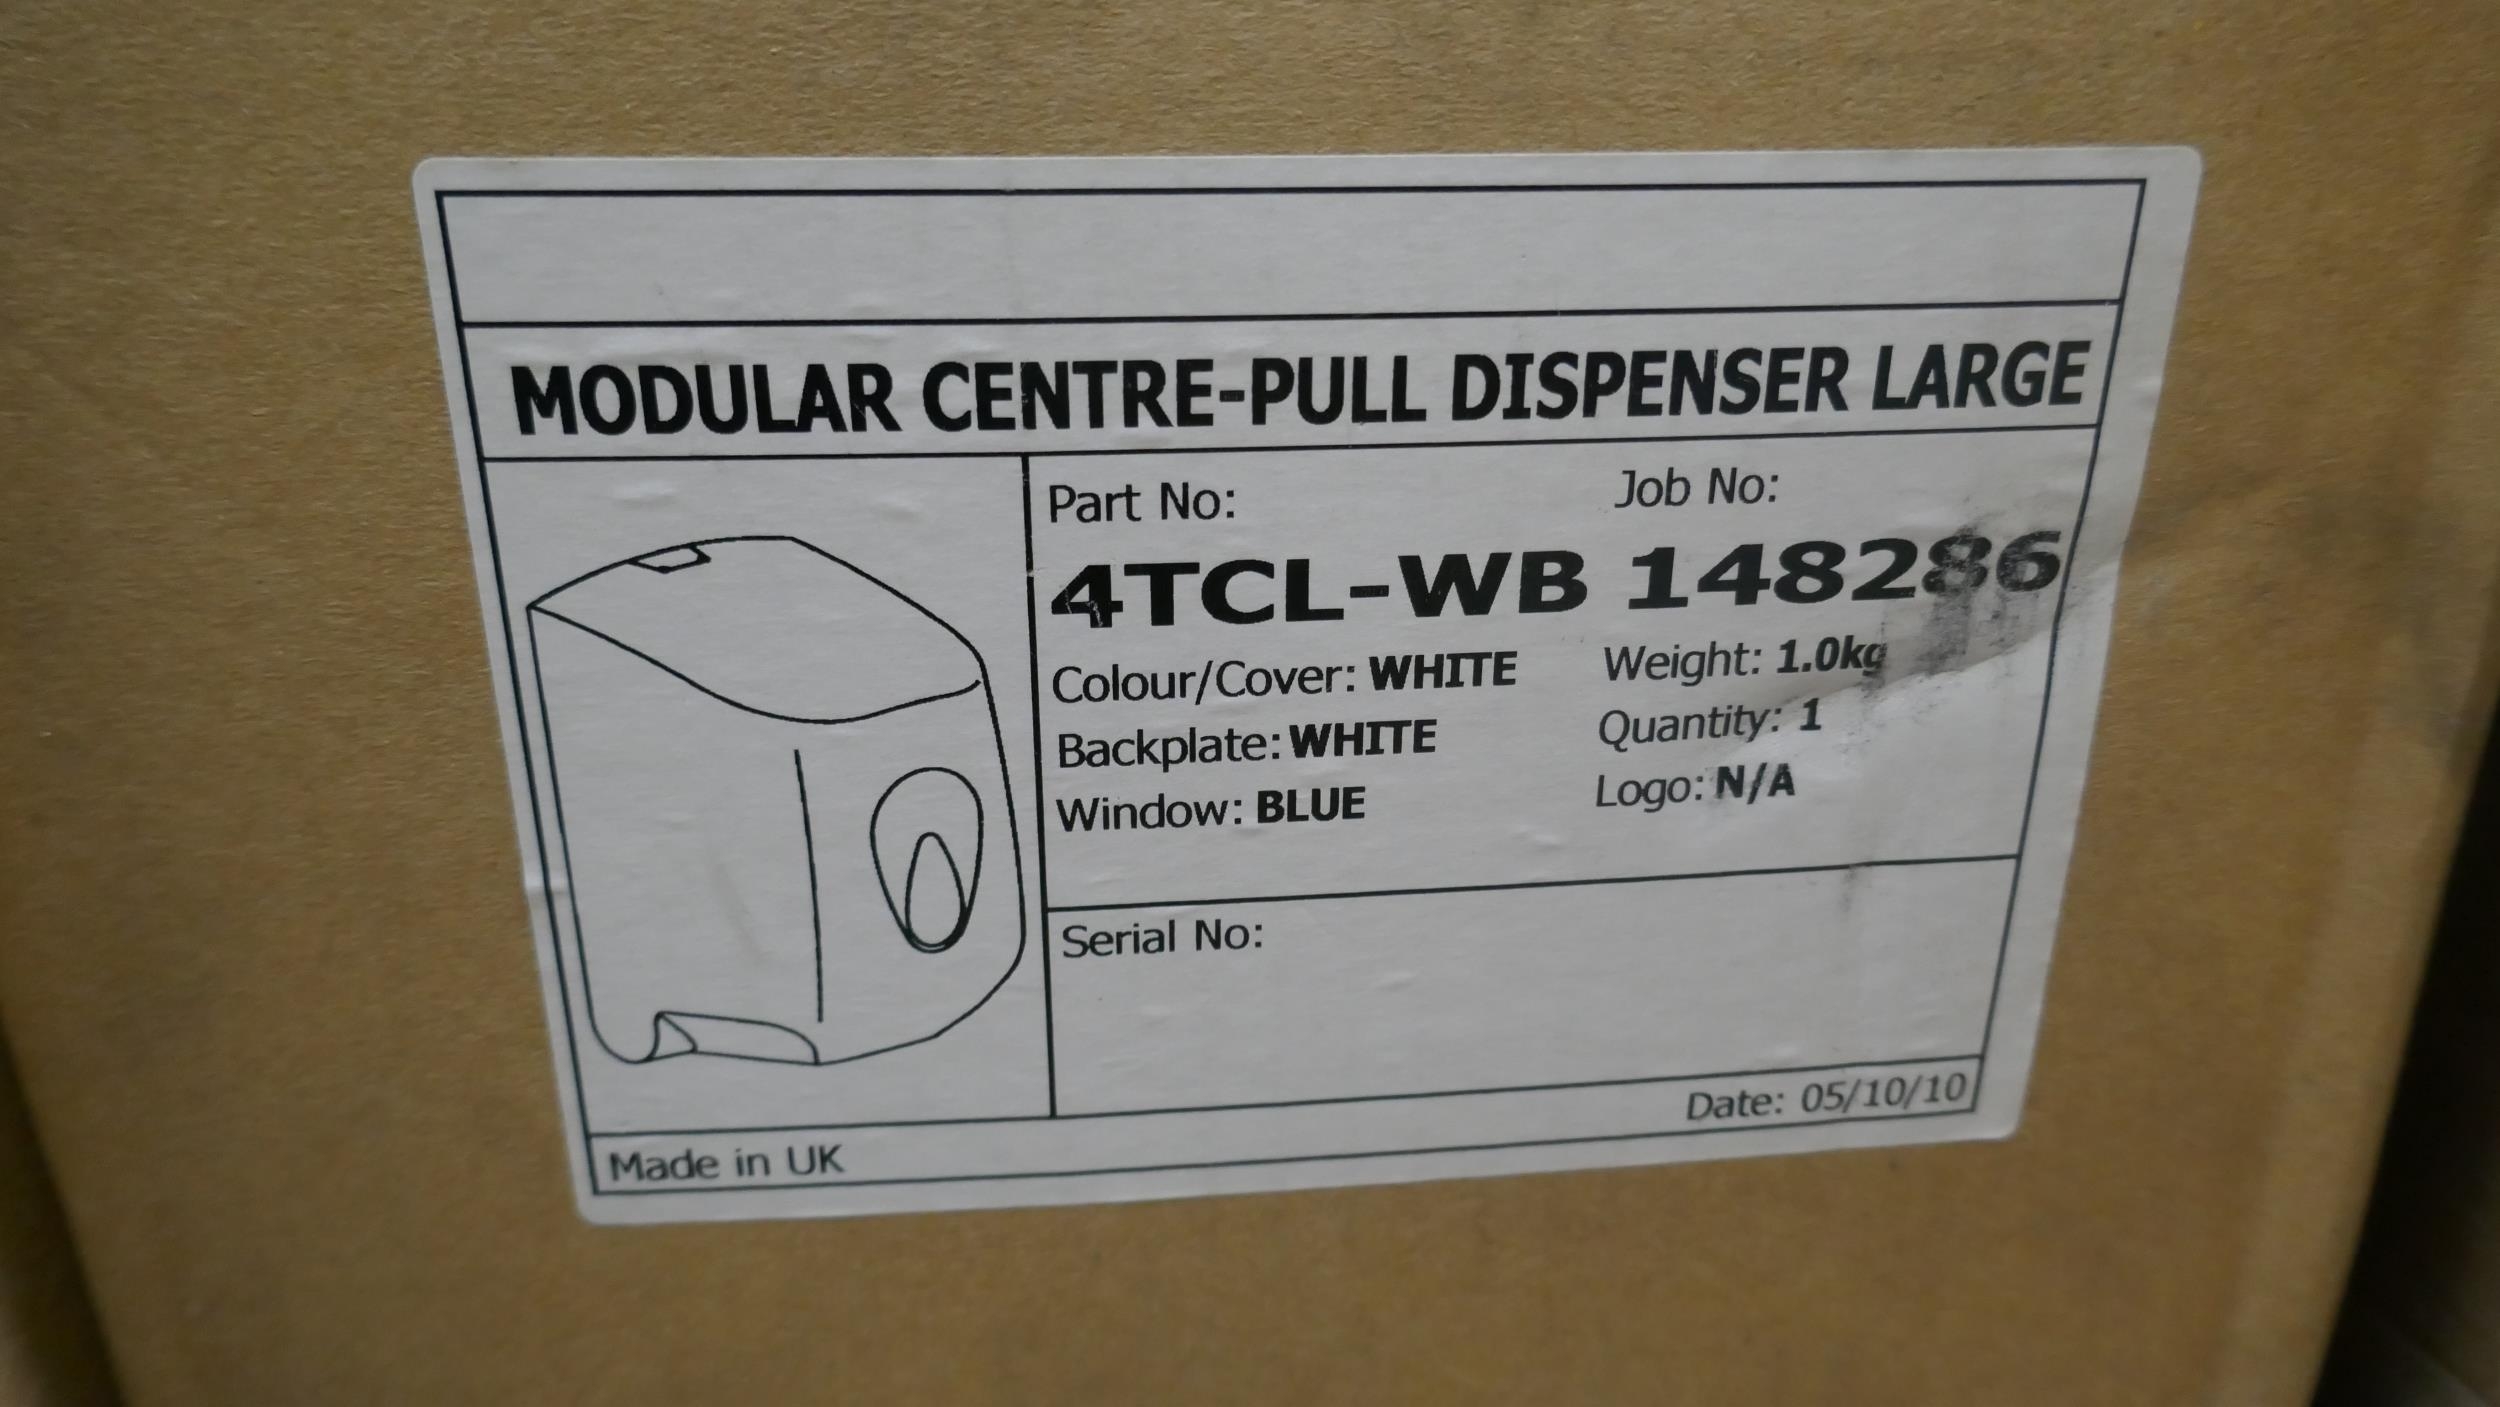 MODULAR CENTRE-PULL DISPENSER LARGE
Part No: Job No:
4TCL-WB 148286
Colour/Cover: WHITE Weight: 1.0kg
Backplate: WHITE Quantity: 1
Window: BLUE Logo: N/A
Serial No:
Date: 05/10/10
Made in UK